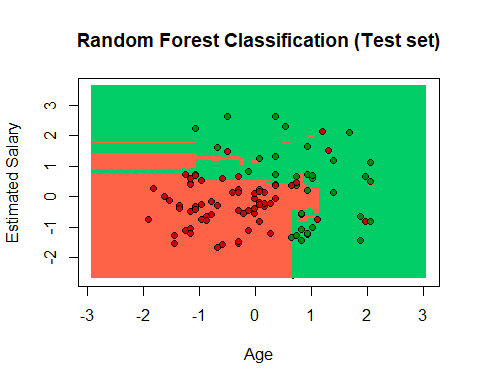 Random Forest Classification (Test set)
Estimated Salary
3
2
1
0
-1
-2
-3 -2 -1 0 1 2 3
Age